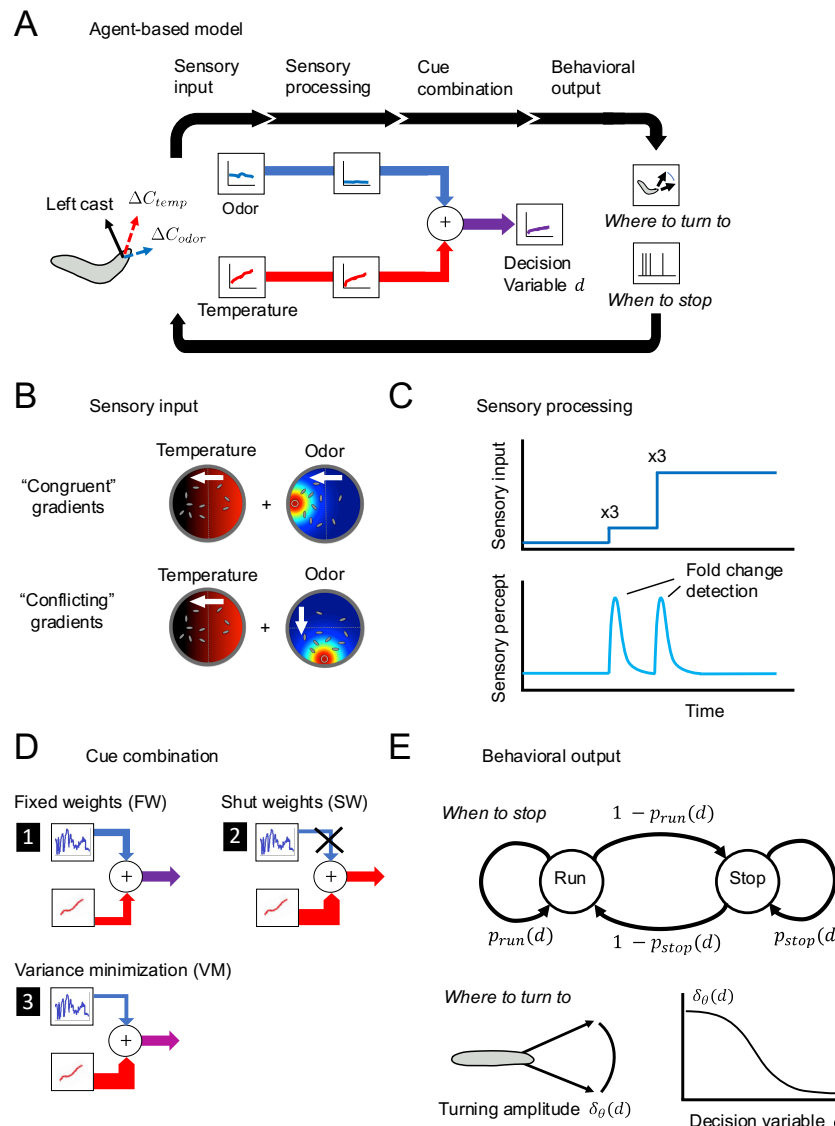 A
Agent-based model
Sensory input
Sensory processing
Cue combination
Behavioral output
Left cast
ΔC_temp
ΔC_odor
Odor
Temperature
+
Decision Variable d
Where to turn to
When to stop
B
Sensory input
Temperature
Odor
"Congruent" gradients
+
Temperature
Odor
"Conflicting" gradients
+
C
Sensory processing
Sensory input
x3
x3
Sensory percept
Fold change detection
Time
D
Cue combination
Fixed weights (FW)
1
+
Shut weights (SW)
2
+
Variance minimization (VM)
3
+
E
Behavioral output
When to stop
1 − p_run(d)
Run
Stop
p_run(d)
1 − p_stop(d)
p_stop(d
Where to turn to
Turning amplitude δ_θ(d)
δ_θ(d)
Decision variable